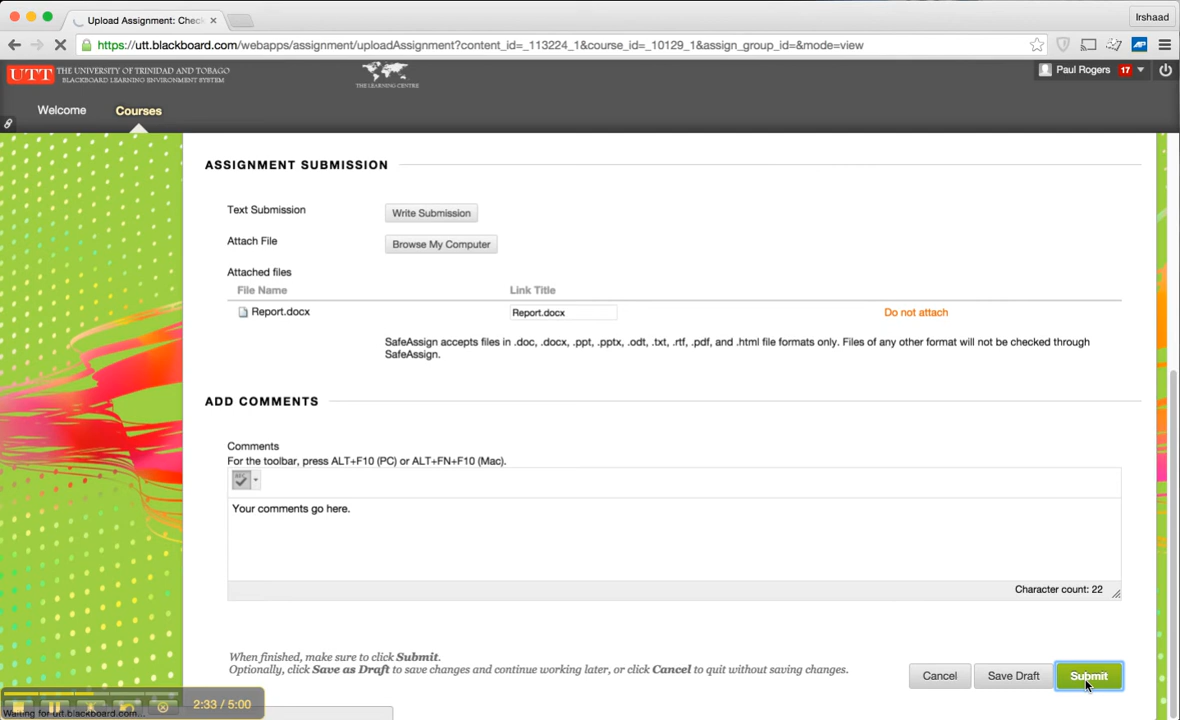 Upload Assignment: Chec
Irshaad
https://utt.blackboard.com/webapps/assignment/uploadAssignment?content_id=_113224_1&course_id=_10129_1&assign_group_id=&mode=view
UTT THE UNIVERSITY OF TRINIDAD AND TOBAGO
BLACKBOARD LEARNING ENVIRONMENT SYSTEM
THE LEARNING CENTRE
Paul Rogers 17
Welcome Courses
ASSIGNMENT SUBMISSION
Text Submission Write Submission
Attach File Browse My Computer
Attached files
File Name Link Title
Report.docx Report.docx Do not attach
SafeAssign accepts files in .doc, .docx, .ppt, .pptx, .odt, .txt, .rtf, .pdf, and .html file formats only. Files of any other format will not be checked through
SafeAssign.
ADD COMMENTS
Comments
For the toolbar, press ALT+F10 (PC) or ALT+FN+F10 (Mac).
Your comments go here.
Character count: 22
When finished, make sure to click Submit.
Optionally, click Save as Draft to save changes and continue working later, or click Cancel to quit without saving changes.
Cancel Save Draft Submit
2:33 / 5:00
Waiting for utt.blackboard.com...